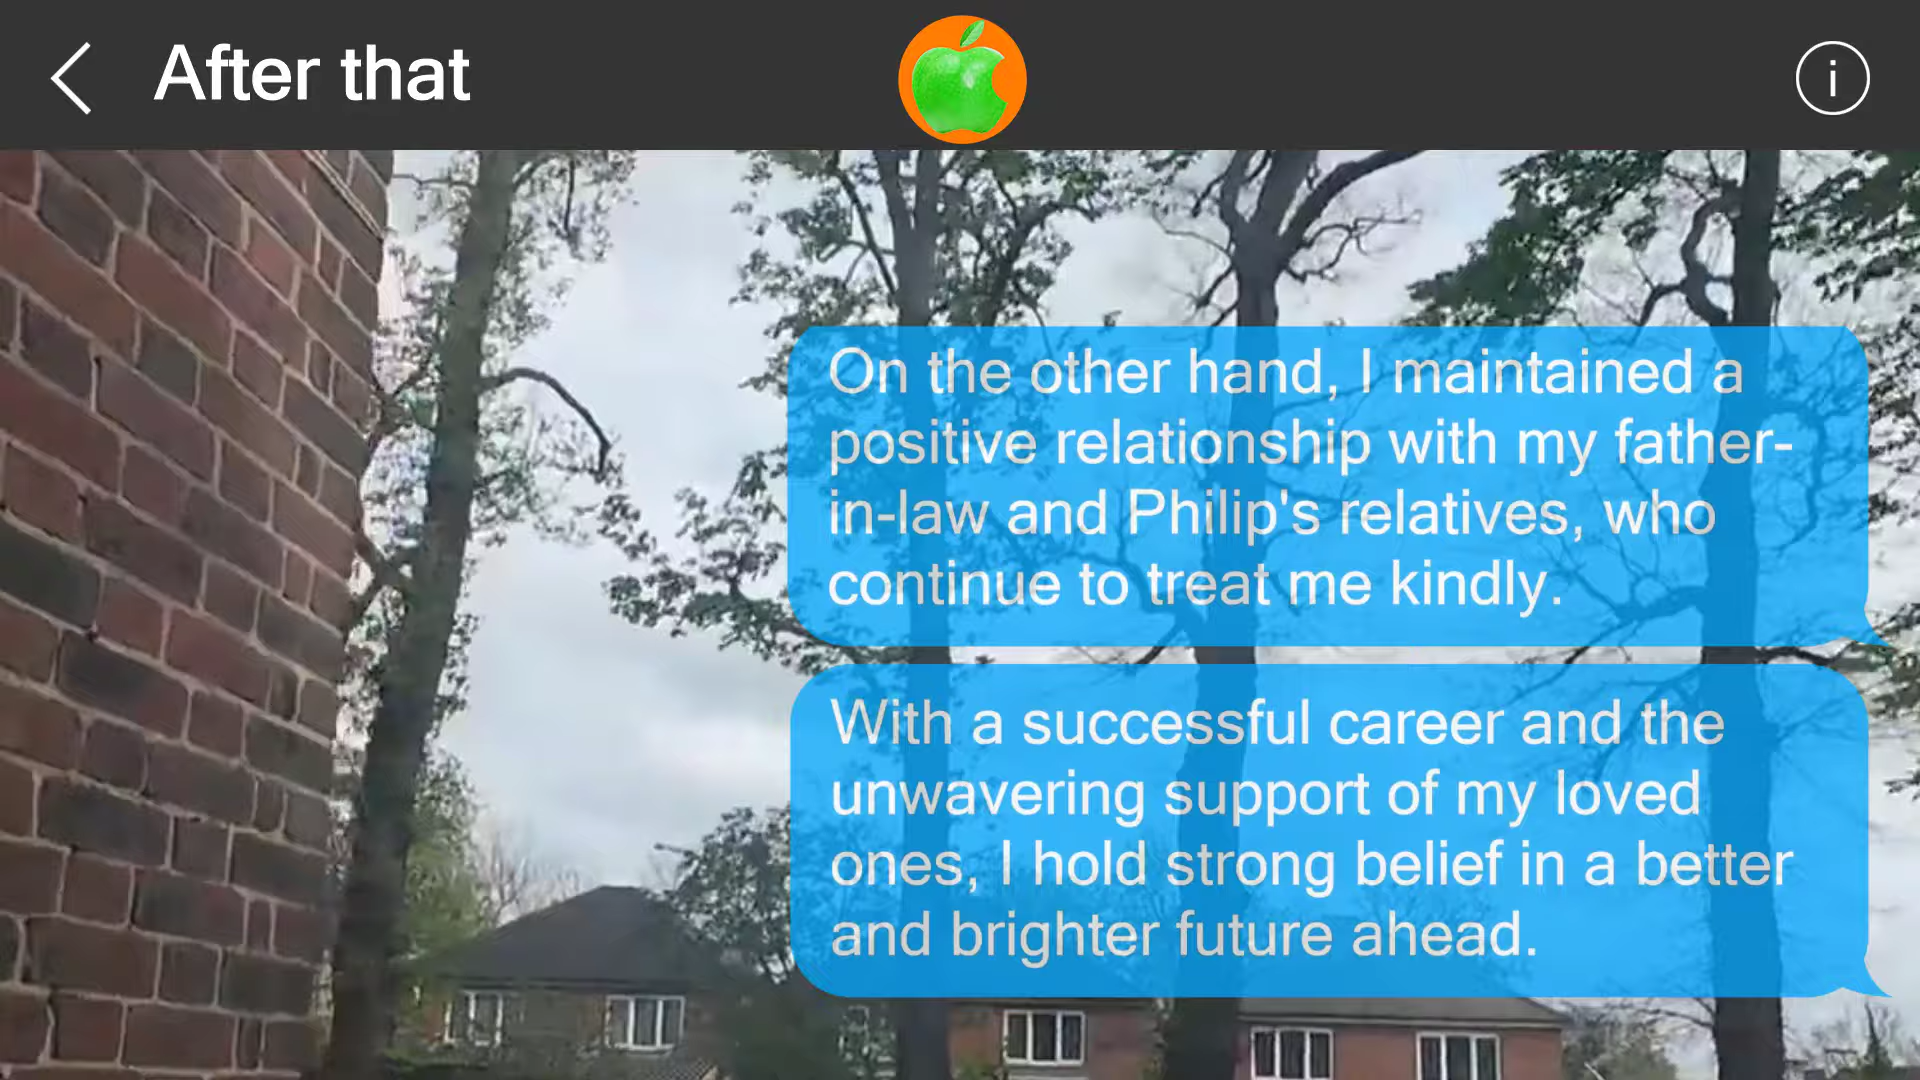 After that
i
On the other hand, I maintained a
positive relationship with my father-
in-law and Philip's relatives, who
continue to treat me kindly.
With a successful career and the
unwavering support of my loved
ones, I hold strong belief in a better
and brighter future ahead.